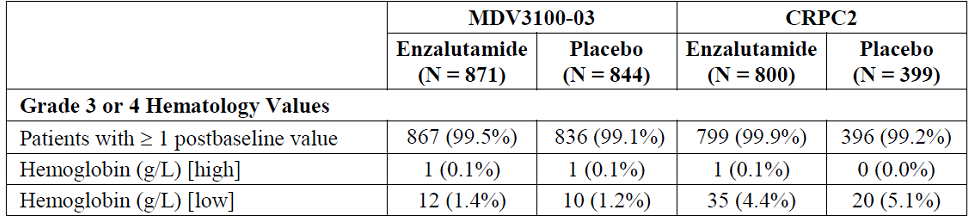 MDV3100-03 CRPC2
Enzalutamide Placebo Enzalutamide Placebo
(N = 871) (N = 844) (N = 800) (N = 399)
Grade 3 or 4 Hematology Values
Patients with ≥ 1 postbaseline value 867 (99.5%) 836 (99.1%) 799 (99.9%) 396 (99.2%)
Hemoglobin (g/L) [high] 1 (0.1%) 1 (0.1%) 1 (0.1%) 0 (0.0%)
Hemoglobin (g/L) [low] 12 (1.4%) 10 (1.2%) 35 (4.4%) 20 (5.1%)